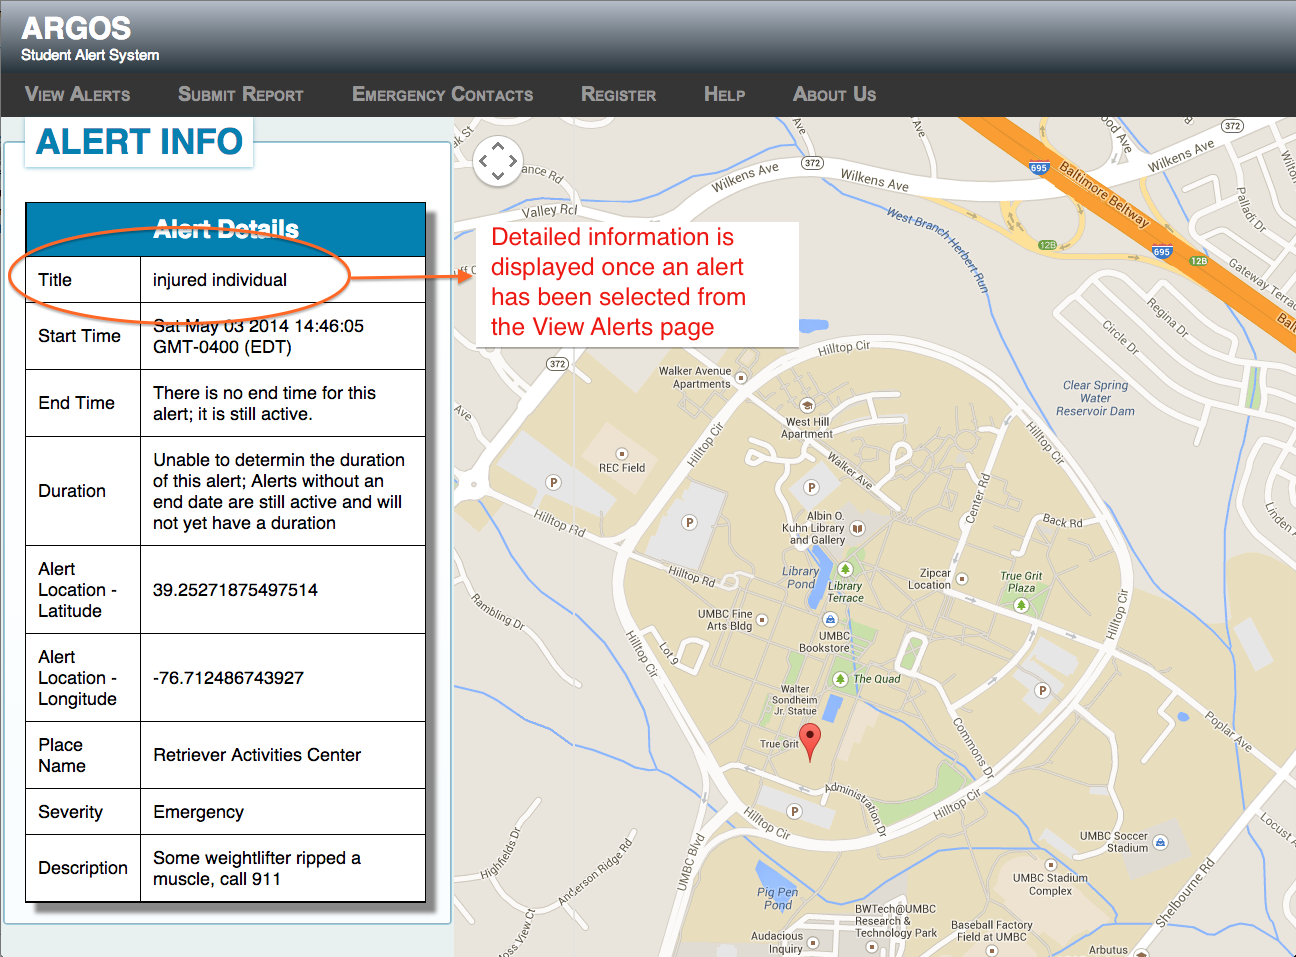 ARGOS
Student Alert System
VIEW ALERTS
SUBMIT REPORT
EMERGENCY CONTACTS
REGISTER
HELP
ABOUT US
ALERT INFO
Alert Details
Title
injured individual
Start Time
Sat May 03 2014 14:46:05
GMT-0400 (EDT)
End Time
There is no end time for this
alert; it is still active.
Duration
Unable to determin the duration
of this alert; Alerts without an
end date are still active and will
not yet have a duration
Alert
Location -
Latitude
39.25271875497514
Alert
Location -
Longitude
-76.712486743927
Place
Name
Retriever Activities Center
Severity
Emergency
Description
Some weightlifter ripped a
muscle, call 911
Detailed information is
displayed once an alert
has been selected from
the View Alerts page
372
Wilkens Ave
372
Wilkens Ave
Wilkens Ave
Valley Rd
West Branch Herbert Run
695
Baltimore Beltway
12B
695
12B
Palladi Dr
Gateway Terrace
Regina Dr
Circle Dr
Clear Spring
Water
Reservoir Dam
372
Hilltop Cir
Walker Avenue
Apartments
West Hill
Apartment
Hilltop Cir
Hilltop Cir
REC Field
Walker Ave
P
P
P
Center Rd
Back Rd
Hilltop Rd
Albin O.
Kuhn Library
and Gallery
Library
Pond
Library
Terrace
Zipcar
Location
True Grit
Plaza
Hilltop Rd
Rambling Dr
UMBC Fine
Arts Bldg
UMBC
Bookstore
Hilltop Cir
Hilltop Cir
Lot 9
The Quad
Walter
Sondheim
Jr. Statue
P
True Grit
Commons Dr
Poplar Ave
Administration Dr
P
Hilltop Cir
Hilltop Cir
UMBC Blvd
Highfields Dr
Anderson Ridge Rd
UMBC Soccer
Stadium
UMBC Stadium
Complex
Shelbourne Rd
Pig Pen
Pond
BWTech@UMBC
Research &
Technology Park
Baseball Factory
Field at UMBC
Audacious
Inquiry
Arbutus